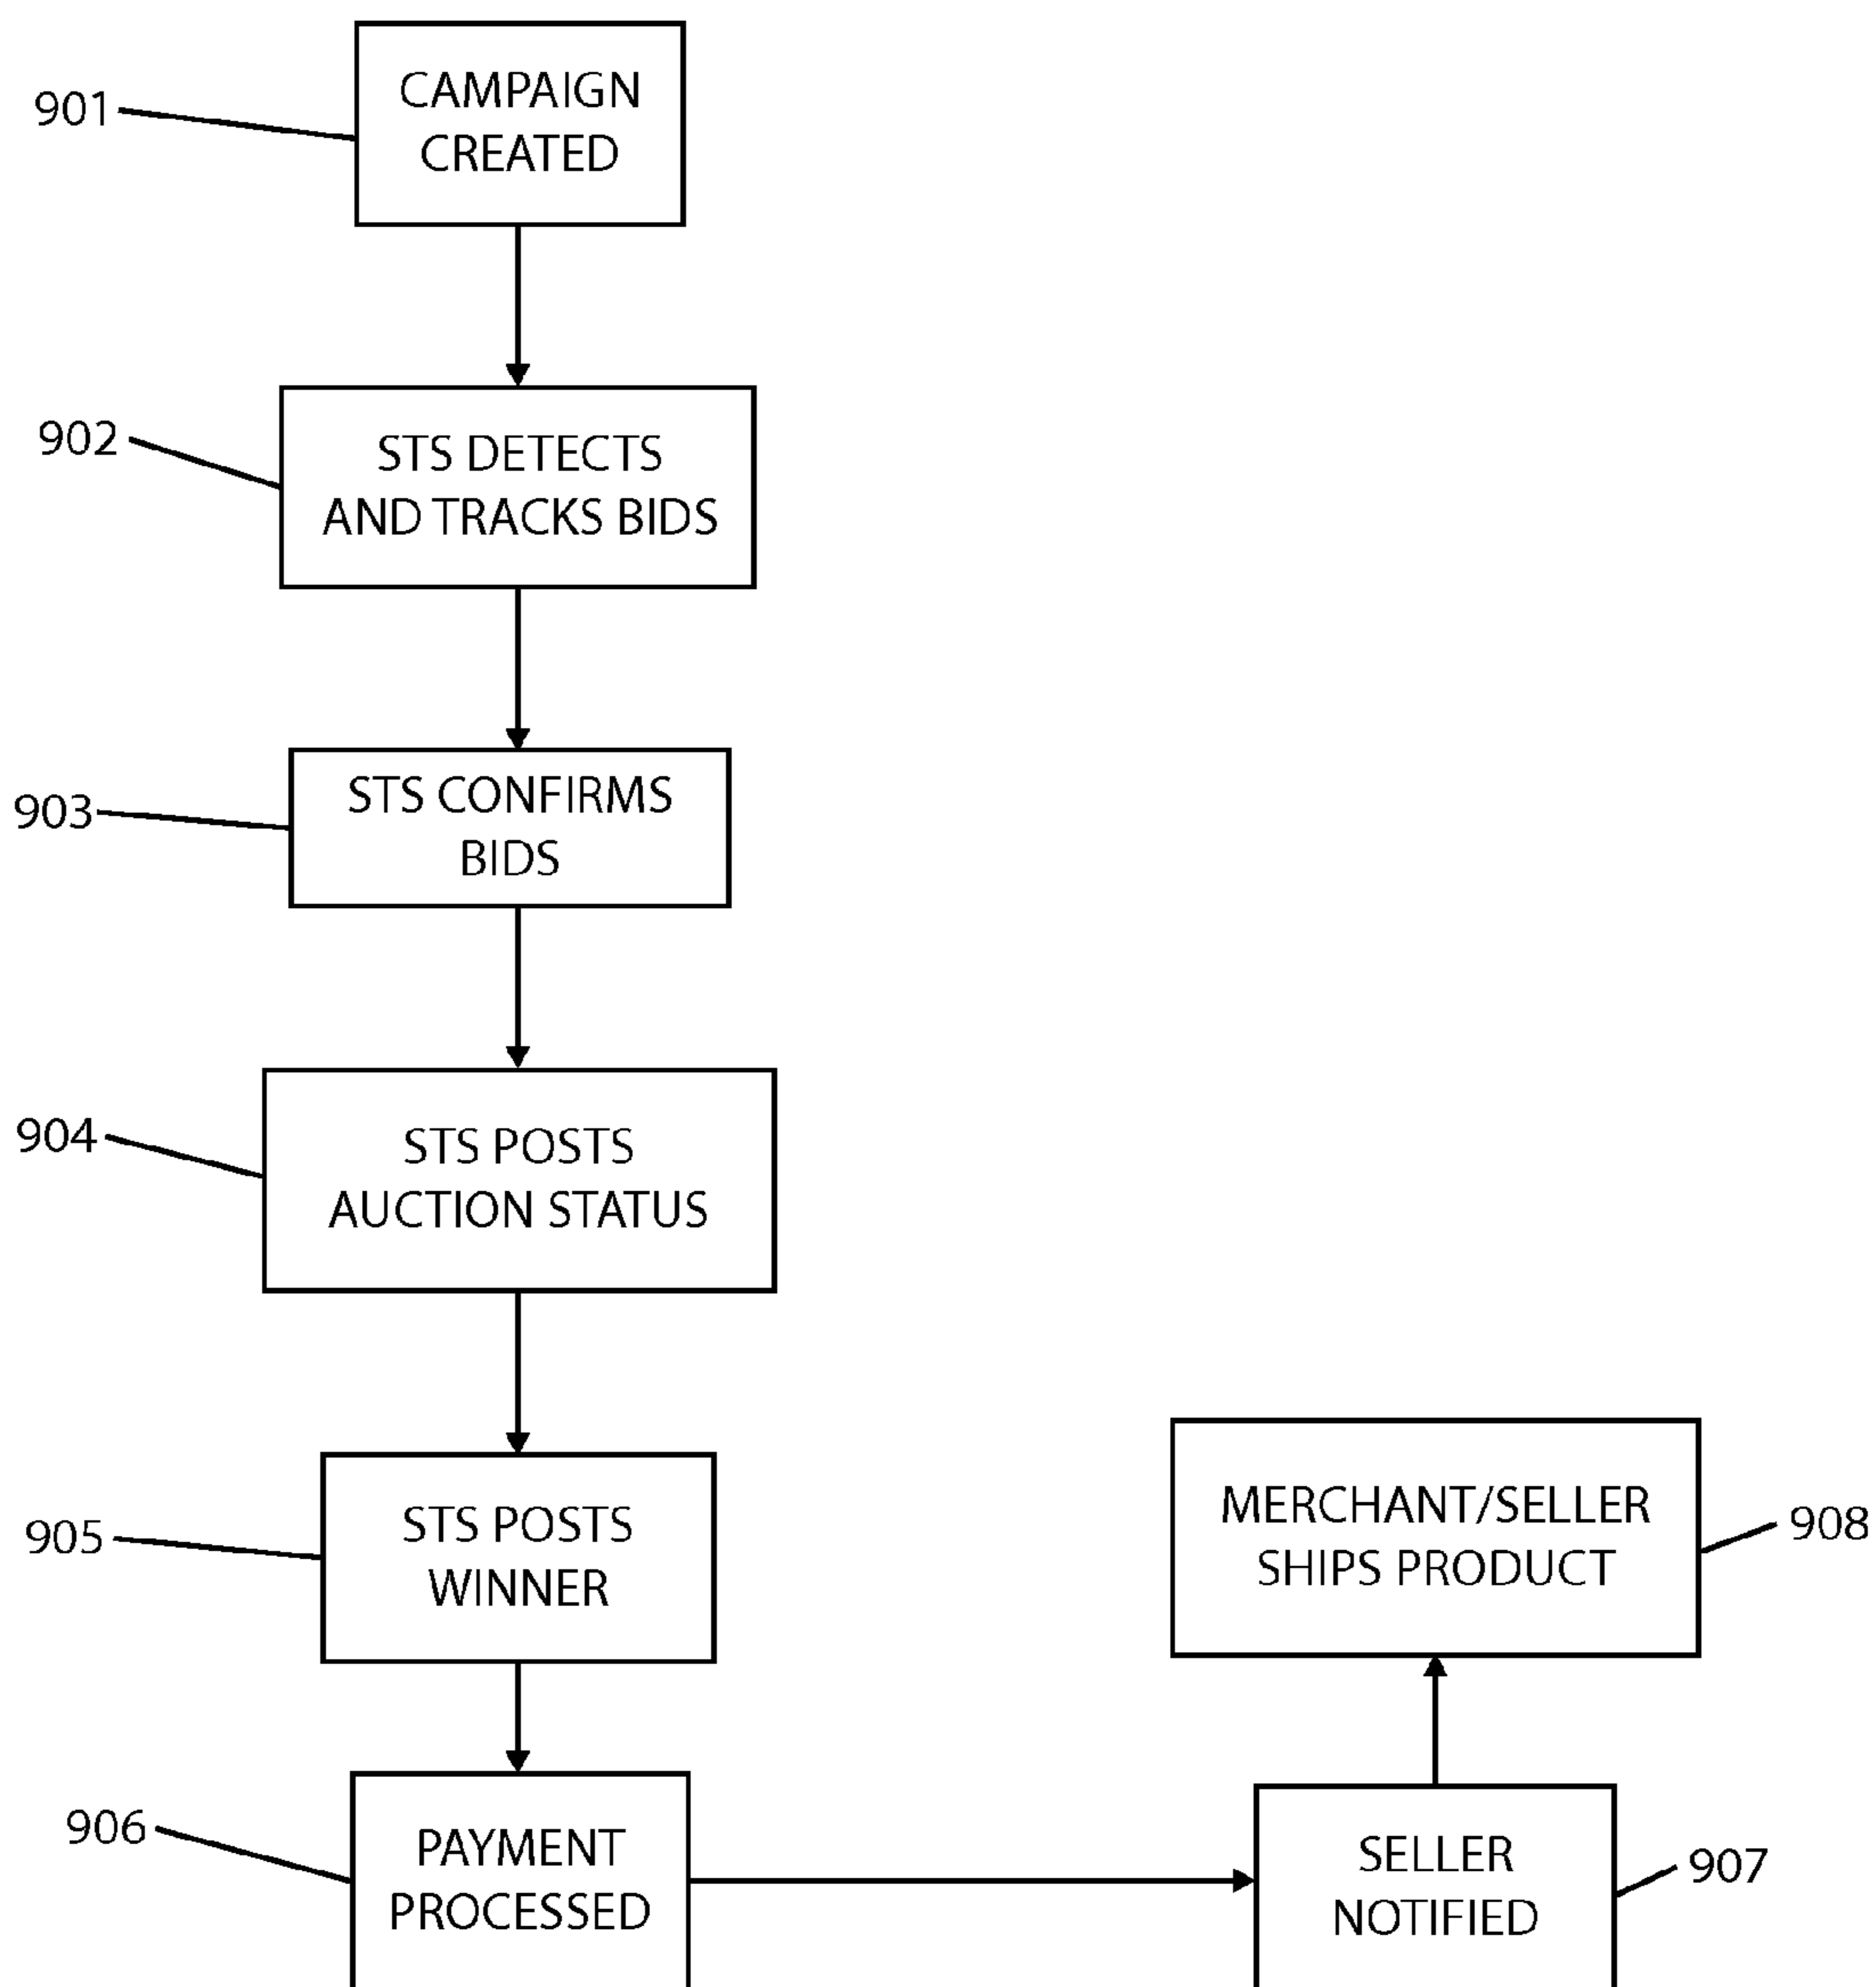 901
CAMPAIGN
CREATED
902
STS DETECTS
AND TRACKS BIDS
903
STS CONFIRMS
BIDS
904
STS POSTS
AUCTION STATUS
905
STS POSTS
WINNER
906
PAYMENT
PROCESSED
SELLER
NOTIFIED
907
MERCHANT/SELLER
SHIPS PRODUCT
908